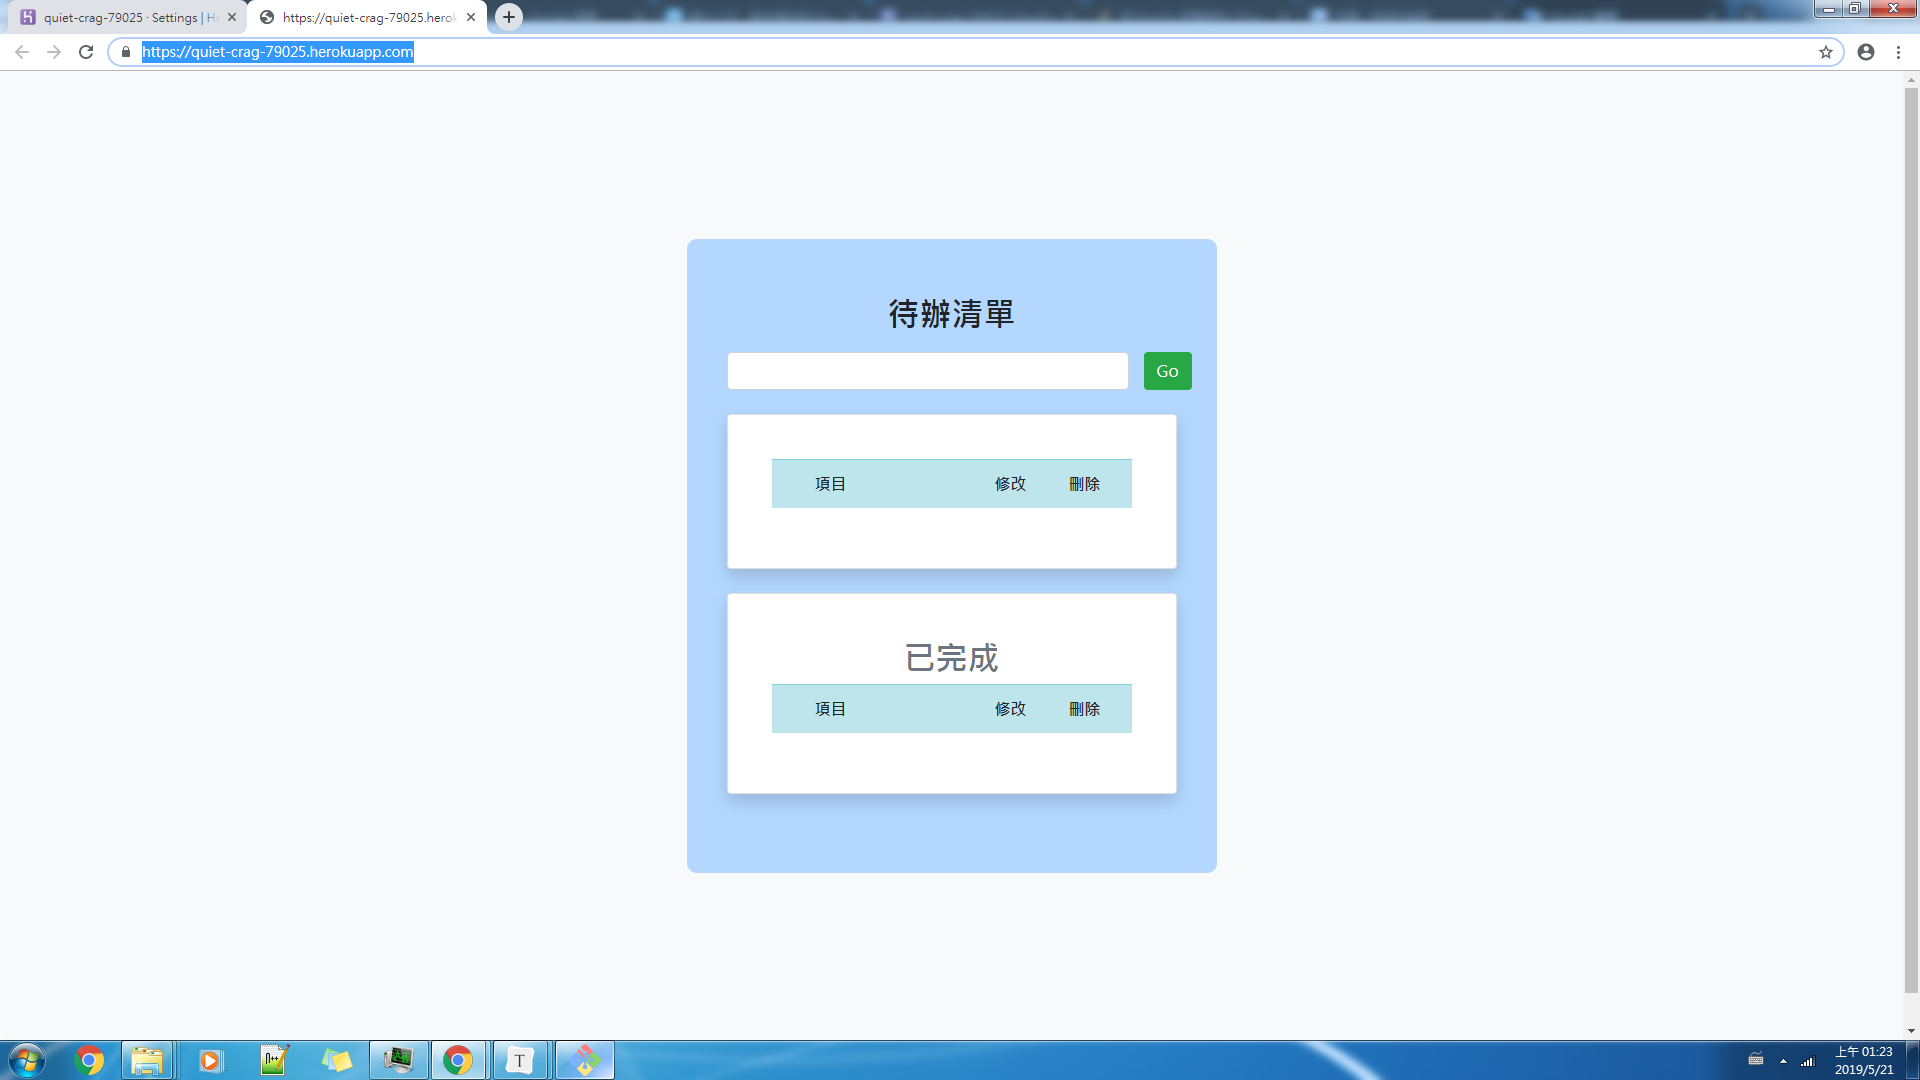 quiet-crag-79025 · Settings | He
https://quiet-crag-79025.herok
https://quiet-crag-79025.herokuapp.com
待辦清單
Go
項目 修改 刪除
已完成
項目 修改 刪除
上午 01:23
2019/5/21